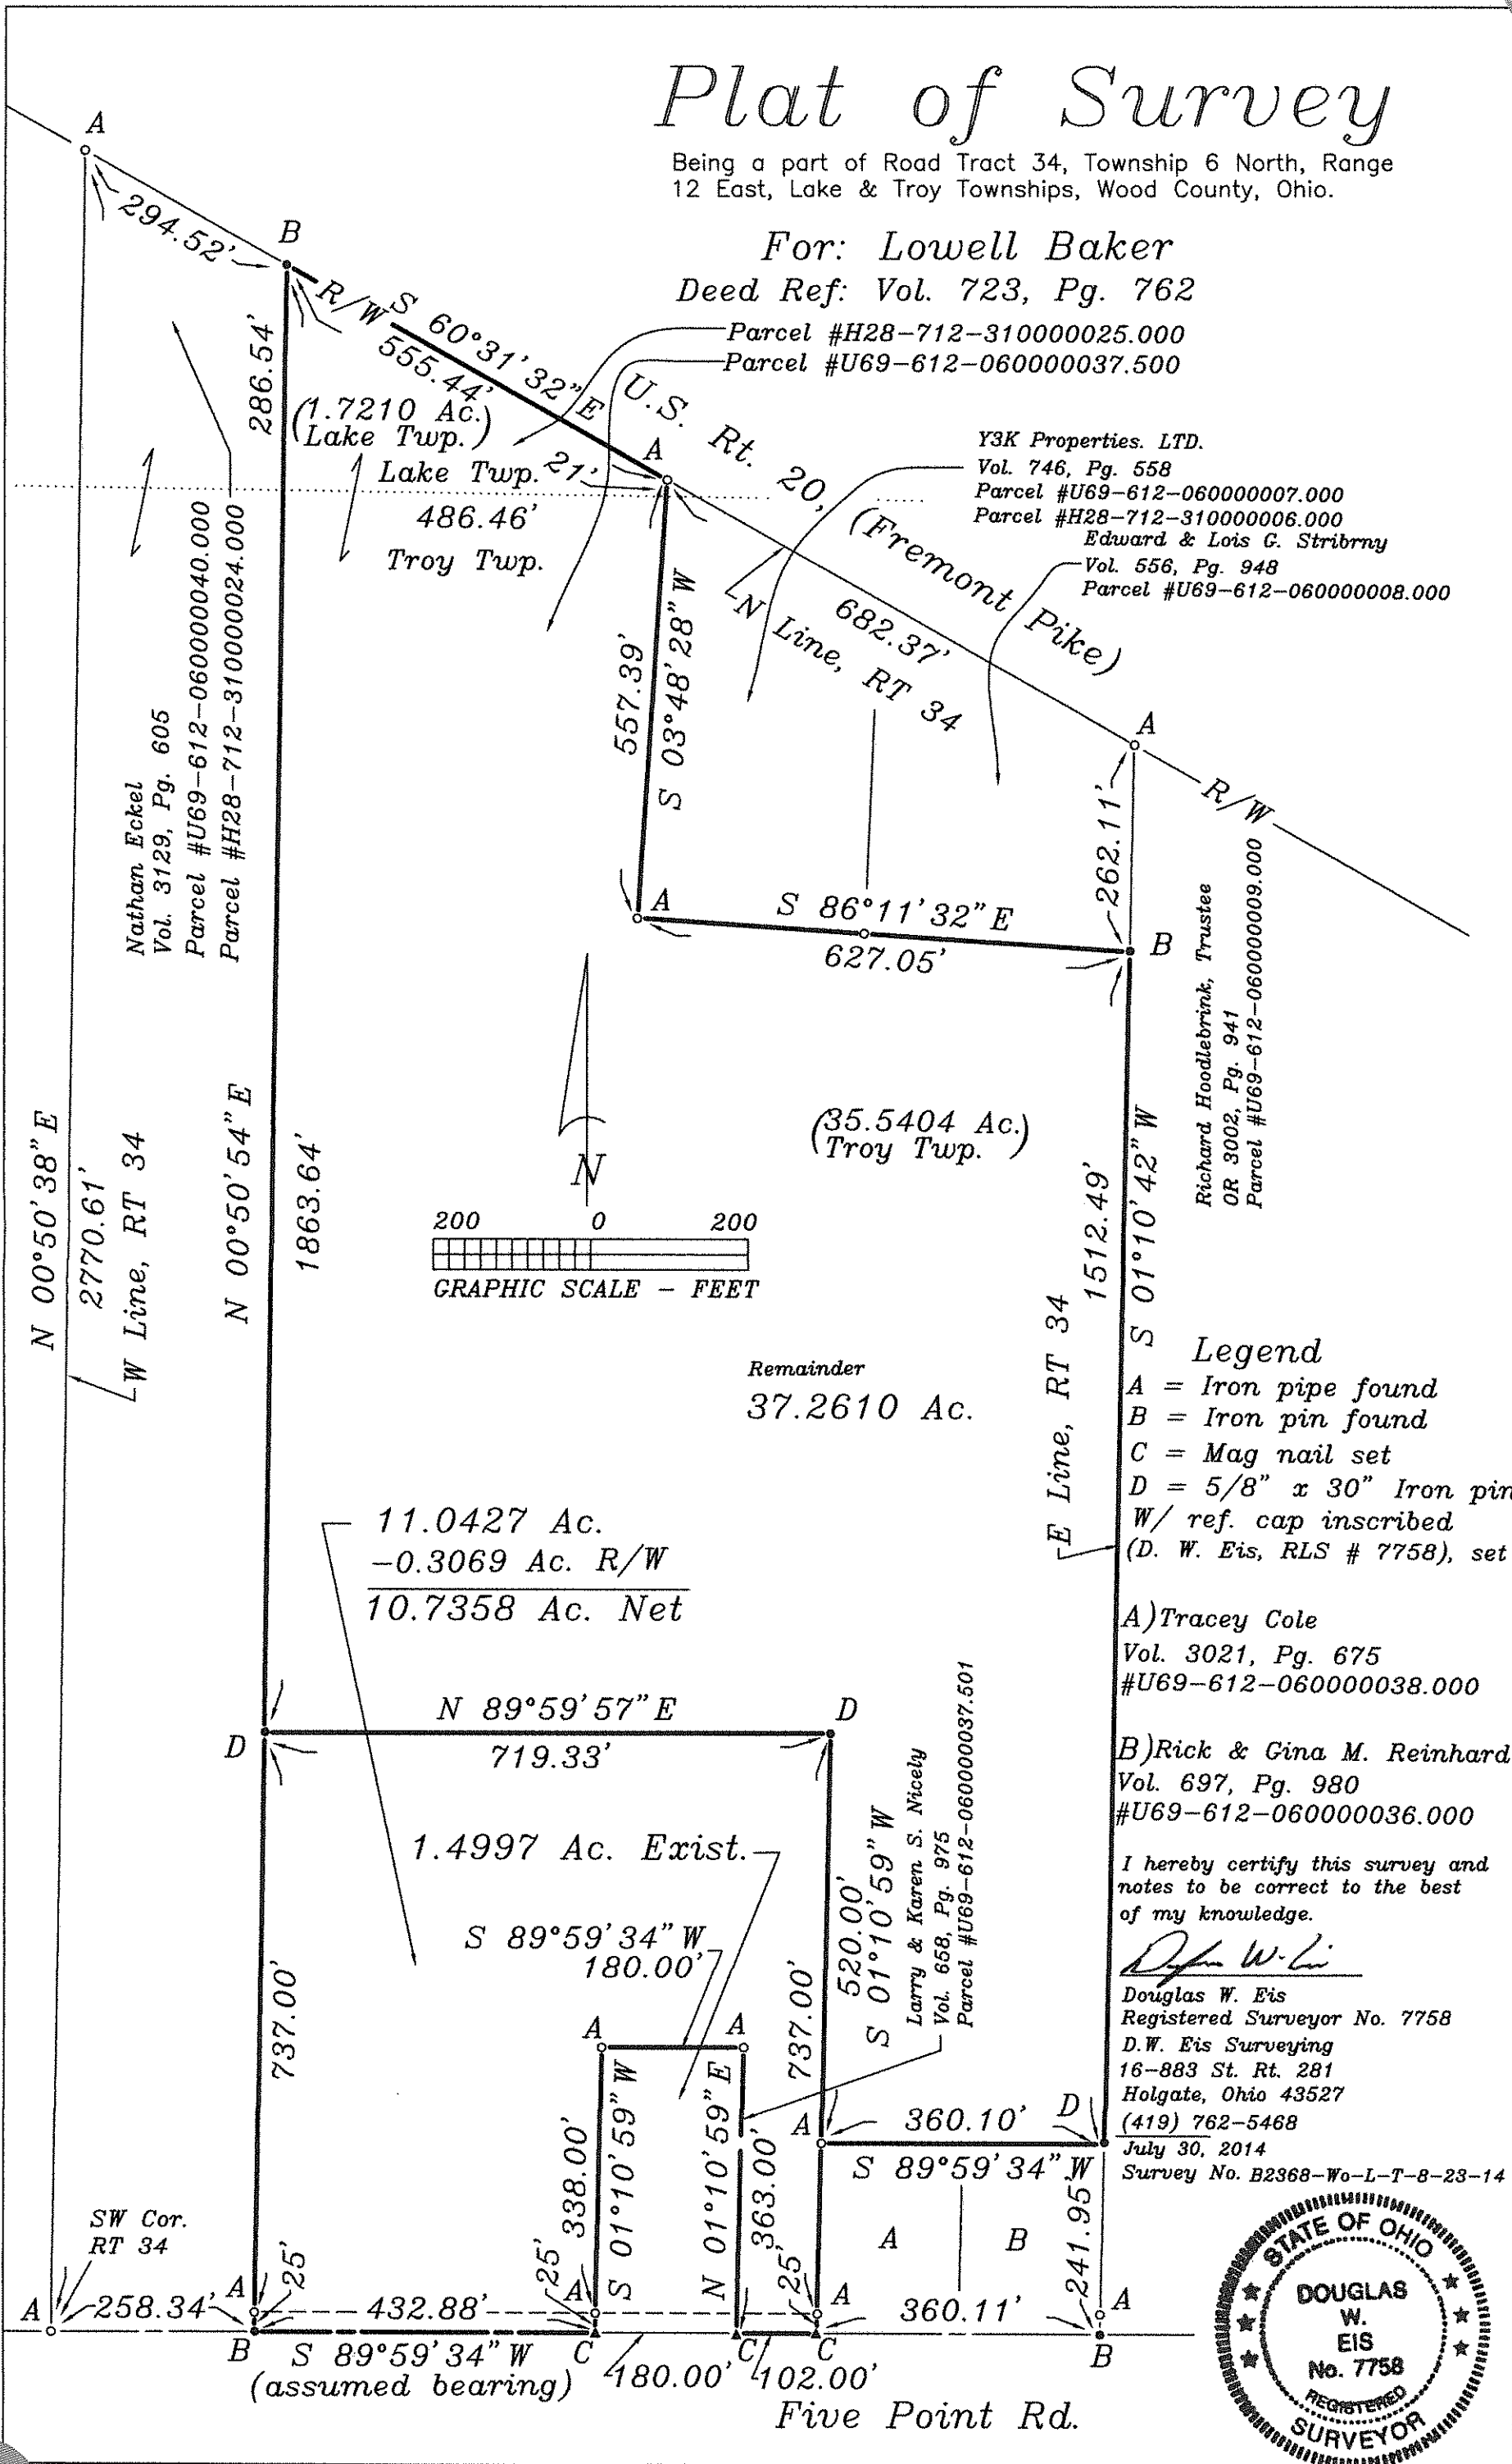 Plat of Survey
Being a part of Road Tract 34, Township 6 North, Range
12 East, Lake & Troy Townships, Wood County, Ohio.
For: Lowell Baker
Deed Ref: Vol. 723, Pg. 762
Parcel #H28-712-310000025.000
Parcel #U69-612-060000037.500
A
294.52'
B
R/W
S 60°31'32"E
555.44'
U.S. Rt. 20, (Fremont Pike)
286.54'
(1.7210 Ac.)
(Lake Twp.)
Lake Twp.
21'
A
486.46'
Troy Twp.
Y3K Properties. LTD.
Vol. 746, Pg. 558
Parcel #U69-612-060000007.000
Parcel #H28-712-310000006.000
Edward & Lois G. Stribrny
Vol. 556, Pg. 948
Parcel #U69-612-060000008.000
N Line, RT 34
682.37'
A
R/W
557.39'
S 03°48'28"W
262.11'
Nathan Eckel
Vol. 3129, Pg. 605
Parcel #U69-612-060000040.000
Parcel #H28-712-310000024.000
A
S 86°11'32"E
627.05'
B
Richard Hoodlebrink, Trustee
OR 3002, Pg. 941
Parcel #U69-612-060000009.000
N 00°50'38"E
2770.61'
W Line, RT 34
N 00°50'54"E
1863.64'
N
200 0 200
GRAPHIC SCALE - FEET
(35.5404 Ac.)
(Troy Twp.)
1512.49'
S 01°10'42"W
E Line, RT 34
Remainder
37.2610 Ac.
Legend
A = Iron pipe found
B = Iron pin found
C = Mag nail set
D = 5/8" x 30" Iron pin
W/ ref. cap inscribed
(D. W. Eis, RLS # 7758), set
11.0427 Ac.
-0.3069 Ac. R/W
10.7358 Ac. Net
A)Tracey Cole
Vol. 3021, Pg. 675
#U69-612-060000038.000
B)Rick & Gina M. Reinhard
Vol. 697, Pg. 980
#U69-612-060000036.000
D
N 89°59'57"E
719.33'
D
1.4997 Ac. Exist.
S 89°59'34"W
180.00'
737.00'
737.00'
520.00'
S 01°10'59"W
Larry & Karen S. Nicely
Vol. 658, Pg. 975
Parcel #U69-612-060000037.501
I hereby certify this survey and
notes to be correct to the best
of my knowledge.
Douglas W. Eis
Registered Surveyor No. 7758
D.W. Eis Surveying
16-883 St. Rt. 281
Holgate, Ohio 43527
(419) 762-5468
July 30, 2014
Survey No. B2368-Wo-L-T-8-23-14
A
A
338.00'
S 01°10'59"W
N 01°10'59"E
363.00'
A
360.10'
D
S 89°59'34"W
A
B
241.95'
SW Cor.
RT 34
A
258.34'
A
25'
432.88'
25'
A
25'
A
360.11'
A
B
S 89°59'34"W
(assumed bearing)
C
180.00'
C
102.00'
C
B
Five Point Rd.
STATE OF OHIO
DOUGLAS
W.
EIS
No. 7758
REGISTERED
SURVEYOR